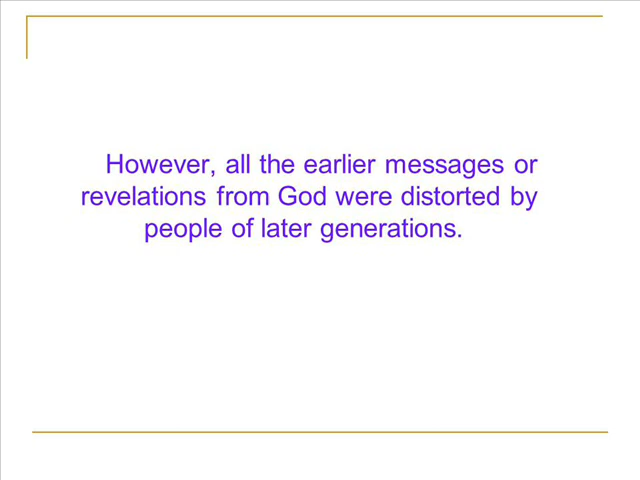 However, all the earlier messages or
revelations from God were distorted by
people of later generations.